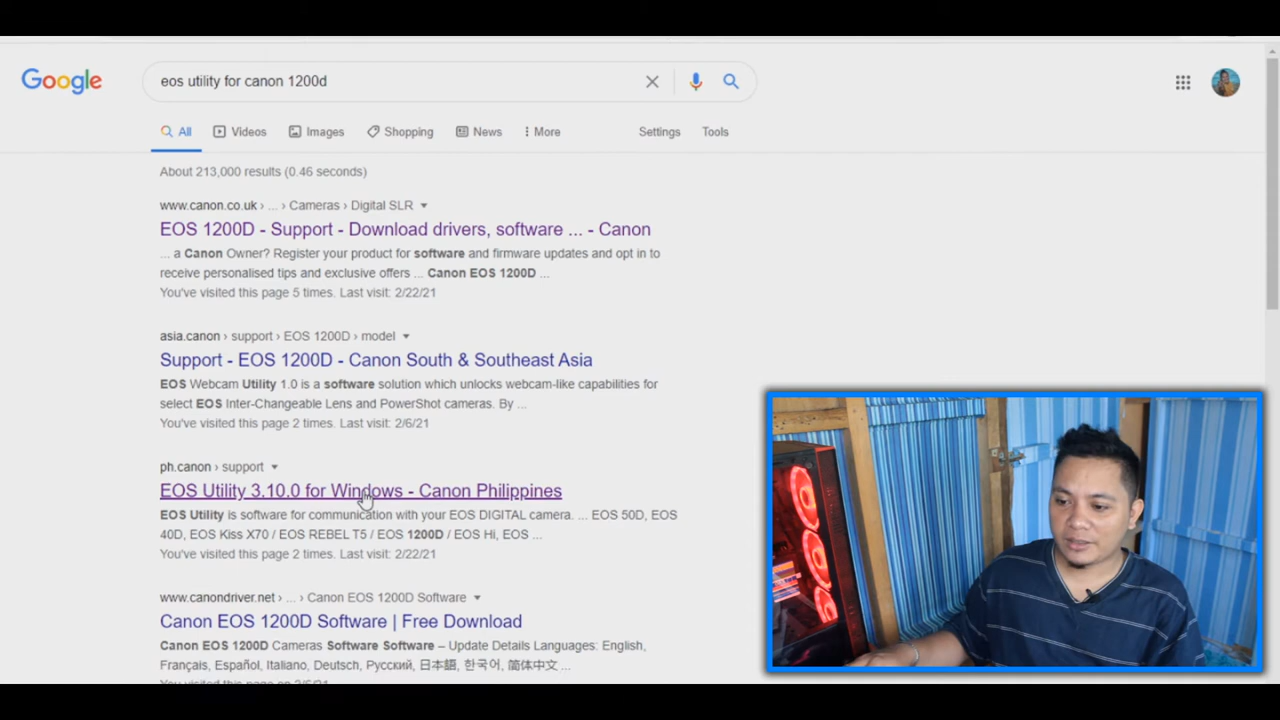 Google
eos utility for canon 1200d
All
Videos
Images
Shopping
News
More
Settings
Tools
About 213,000 results (0.46 seconds)
www.canon.co.uk › ... › Cameras › Digital SLR
EOS 1200D - Support - Download drivers, software ... - Canon
... a Canon Owner? Register your product for software and firmware updates and opt in to
receive personalised tips and exclusive offers ... Canon EOS 1200D ...
You've visited this page 5 times. Last visit: 2/22/21
asia.canon › support › EOS 1200D › model
Support - EOS 1200D - Canon South & Southeast Asia
EOS Webcam Utility 1.0 is a software solution which unlocks webcam-like capabilities for
select EOS Inter-Changeable Lens and PowerShot cameras. By ...
You've visited this page 2 times. Last visit: 2/6/21
ph.canon › support
EOS Utility 3.10.0 for Windows - Canon Philippines
EOS Utility is software for communication with your EOS DIGITAL camera. ... EOS 50D, EOS
40D, EOS Kiss X70 / EOS REBEL T5 / EOS 1200D / EOS Hi, EOS ...
You've visited this page 2 times. Last visit: 2/22/21
www.canondriver.net › ... › Canon EOS 1200D Software
Canon EOS 1200D Software | Free Download
Canon EOS 1200D Cameras Software Software – Update Details Languages: English,
Français, Español, Italiano, Deutsch, Русский, 日本語, 한국어, 简体中文 ...
You visited this page on 2/6/21